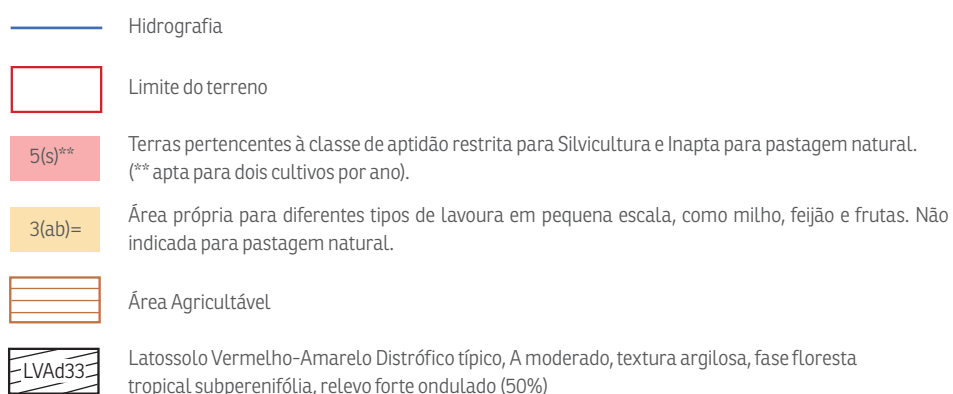 Hidrografia
Limite do terreno
5(s)**
Terras pertencentes à classe de aptidão restrita para Silvicultura e Inapta para pastagem natural.
(** apta para dois cultivos por ano).
3(ab)=
Área própria para diferentes tipos de lavoura em pequena escala, como milho, feijão e frutas. Não
indicada para pastagem natural.
Área Agricultável
LVAd33
Latossolo Vermelho-Amarelo Distrófico típico, A moderado, textura argilosa, fase floresta
tropical subperenifólia, relevo forte ondulado (50%)